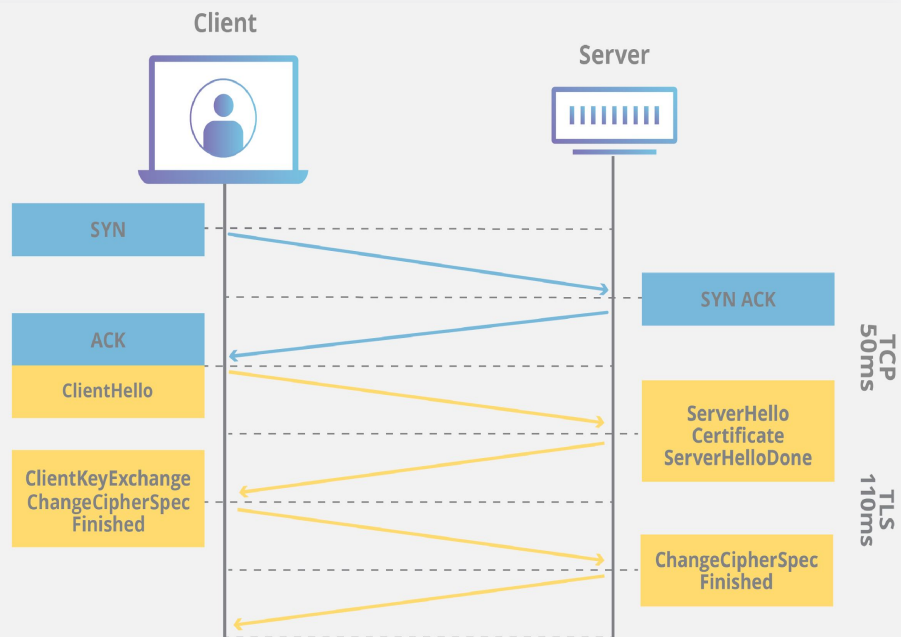 Client
Server
SYN
SYN ACK
ACK
ClientHello
ServerHello
Certificate
ServerHelloDone
ClientKeyExchange
ChangeCipherSpec
Finished
ChangeCipherSpec
Finished
TCP
50ms
TLS
110ms